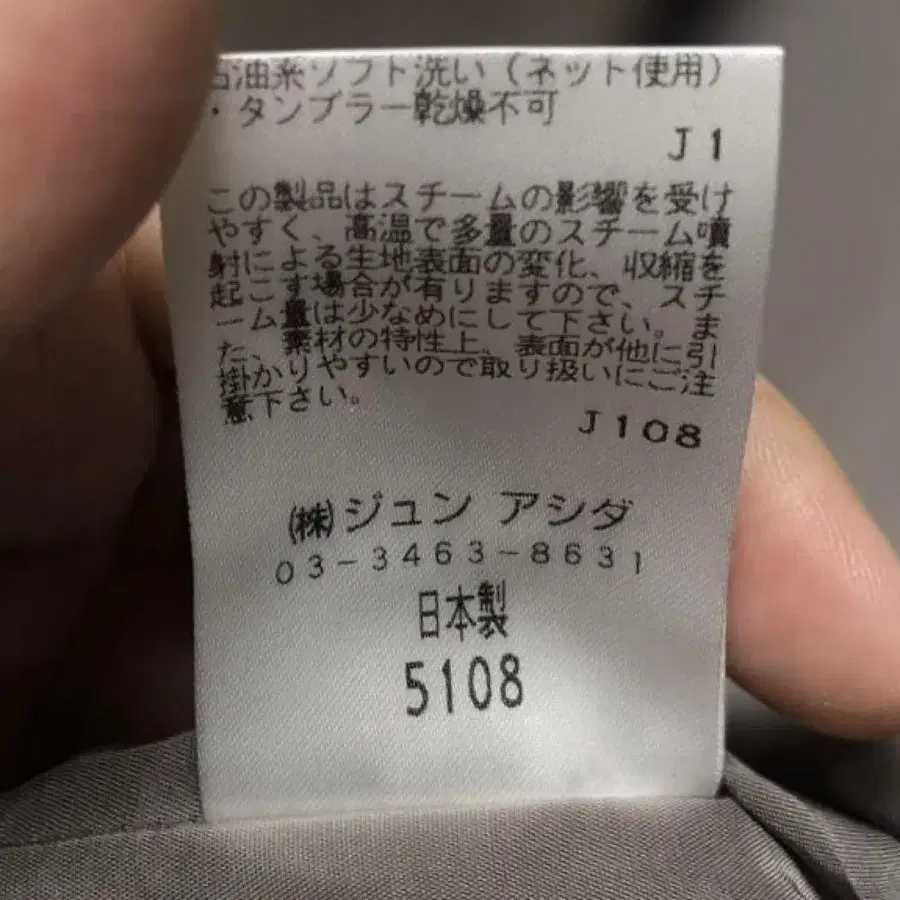 石油系ソフト洗い（ネット使用）
・タンブラー乾燥不可
J1
この製品はスチームの影響を受け
やすく、高温で多量のスチーム噴
射による生地表面の変化、収縮を
起こす場合が有りますので、スチ
ーム量は少なめにして下さい。ま
た、素材の特性上、表面が他に引
掛かりやすいので取り扱いにご注
意下さい。
J108
(株)ジュン アシダ
03-3463-8631
日本製
5108